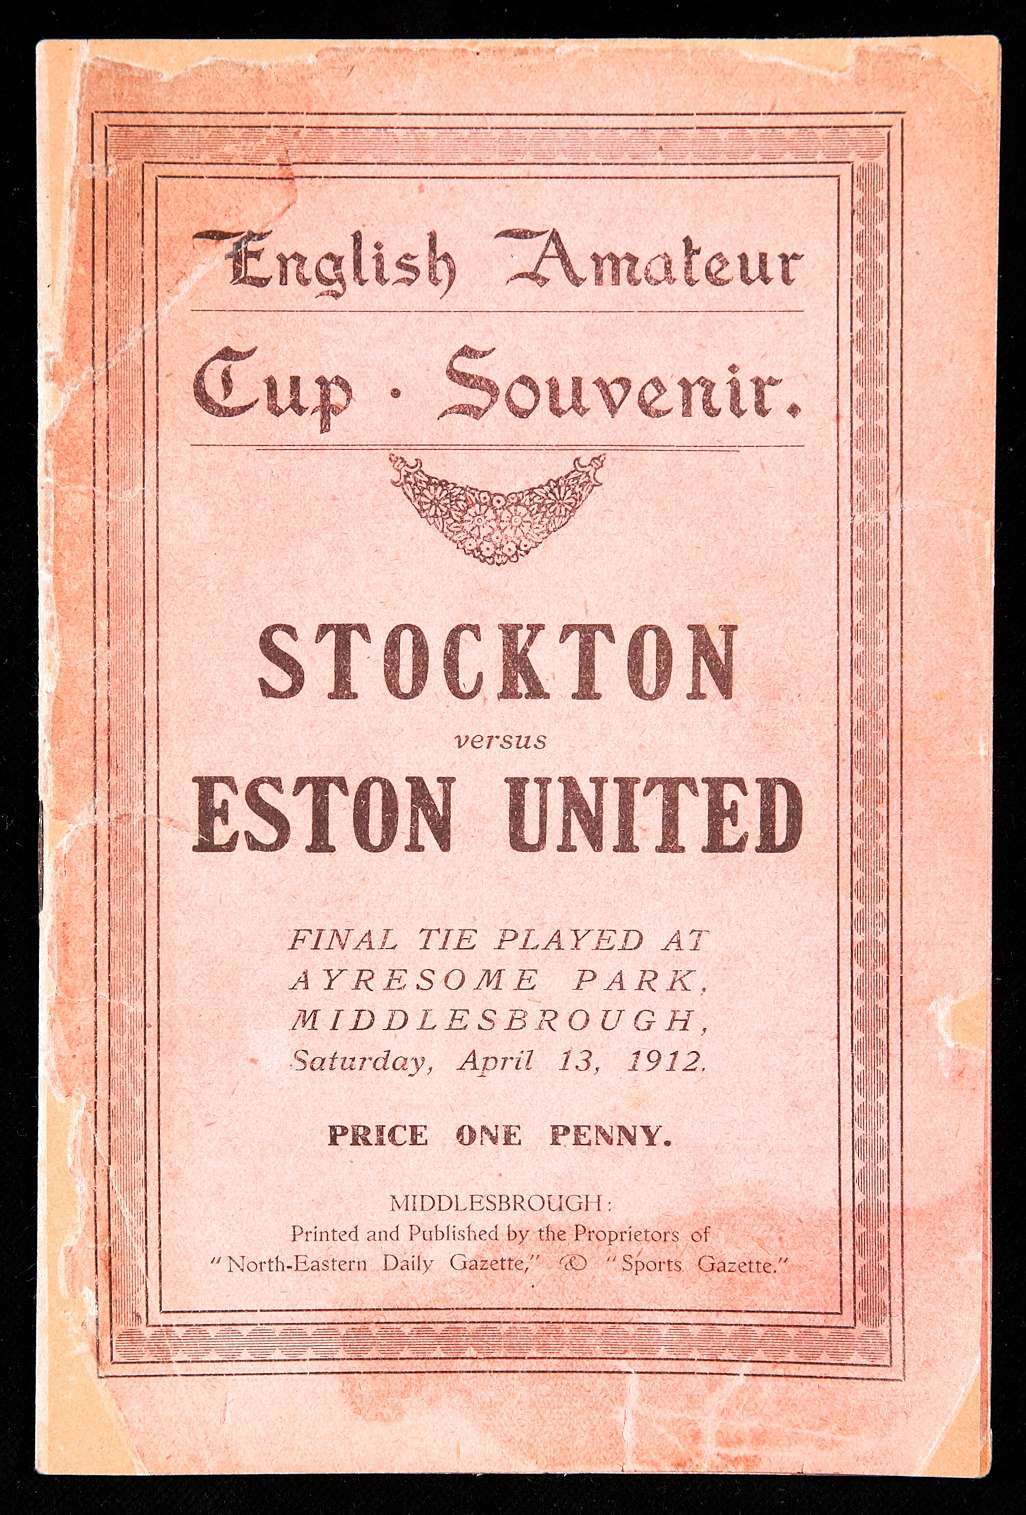 English Amateur
Cup · Souvenir.
STOCKTON
versus
ESTON UNITED
FINAL TIE PLAYED AT
AYRESOME PARK,
MIDDLESBROUGH,
Saturday, April 13, 1912.
PRICE ONE PENNY.
MIDDLESBROUGH:
Printed and Published by the Proprietors of
"North-Eastern Daily Gazette," & "Sports Gazette."